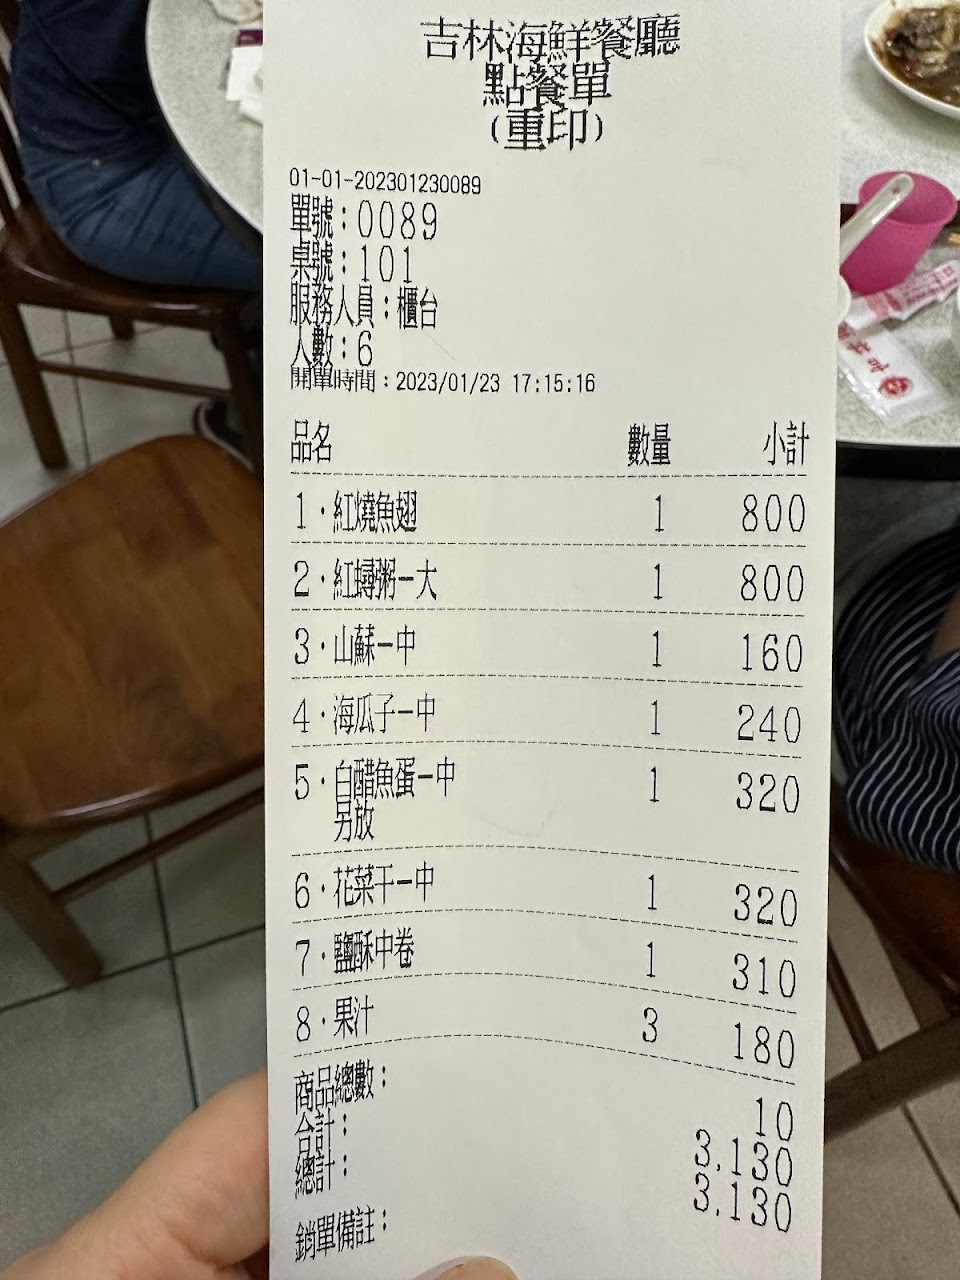 吉林海鮮餐廳
點餐單
(重印)
01-01-202301230089
單號：0089
桌號：101
服務人員：櫃台
人數：6
開單時間：2023/01/23 17:15:16
品名 數量 小計
1·紅燒魚翅 1 800
2·紅蟳粥-大 1 800
3·山蘇-中 1 160
4·海瓜子-中 1 240
5·白醋魚蛋-中 1 320
另放
6·花菜干-中 1 320
7·鹽酥中卷 1 310
8·果汁 3 180
商品總數： 10
合計： 3,130
總計： 3,130
銷單備註：